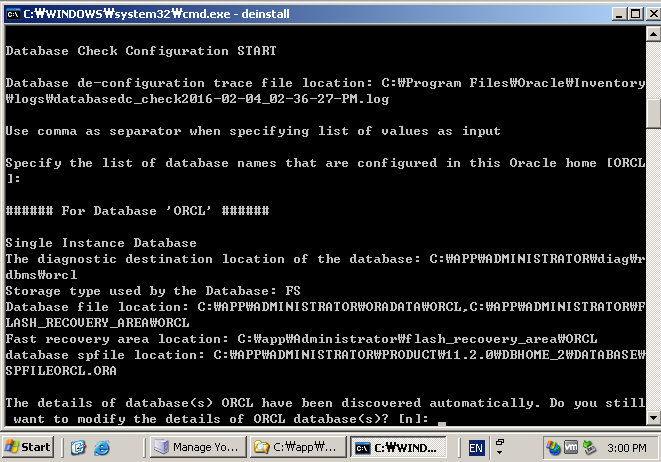 C:₩WINDOWS₩system32₩cmd.exe - deinstall
Database Check Configuration START
Database de-configuration trace file location: C:₩Program Files₩Oracle₩Inventory
₩logs₩databasedc_check2016-02-04_02-36-27-PM.log
Use comma as separator when specifying list of values as input
Specify the list of database names that are configured in this Oracle home [ORCL
]:
###### For Database 'ORCL' ######
Single Instance Database
The diagnostic destination location of the database: C:₩APP₩ADMINISTRATOR₩diag₩r
dbms₩orcl
Storage type used by the Database: FS
Database file location: C:₩APP₩ADMINISTRATOR₩ORADATA₩ORCL,C:₩APP₩ADMINISTRATOR₩F
LASH_RECOVERY_AREA₩ORCL
Fast recovery area location: C:₩app₩Administrator₩flash_recovery_area₩ORCL
database spfile location: C:₩APP₩ADMINISTRATOR₩PRODUCT₩11.2.0₩DBHOME_2₩DATABASE₩
SPFILEORCL.ORA
The details of database(s) ORCL have been discovered automatically. Do you still
 want to modify the details of ORCL database(s)? [n]: _
Start Manage Yo... C:₩app₩... C:₩WIND... EN vm 3:00 PM